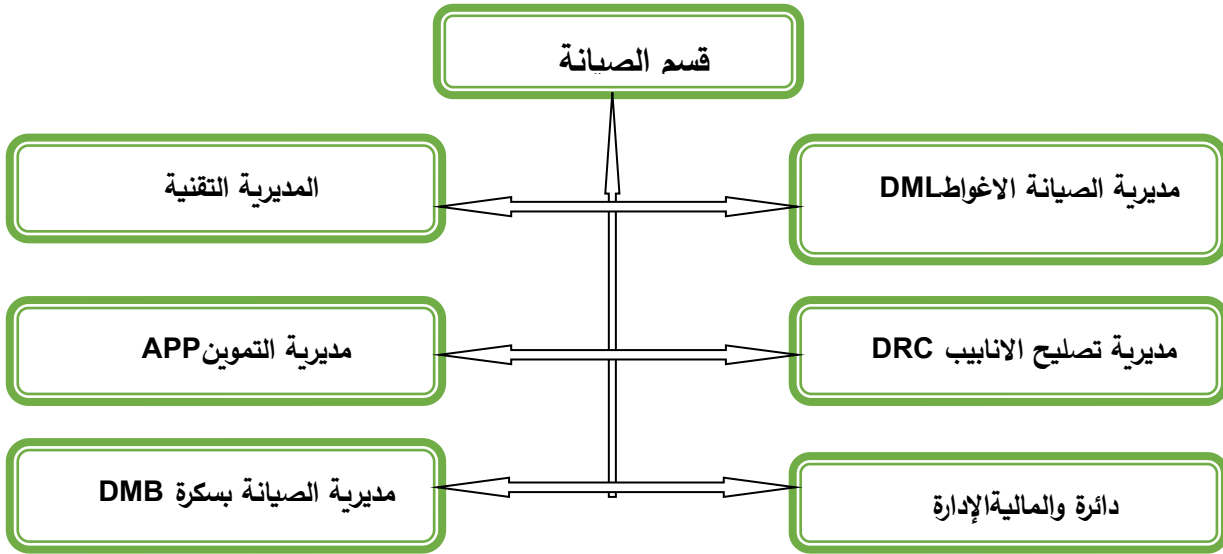 قسم الصيانة
مديرية الصيانة الاغواطDML
المديرية التقنية
مديرية تصليح الانابيب DRC
مديرية التموينAPP
دائرة والماليةالإدارة
مديرية الصيانة بسكرة DMB